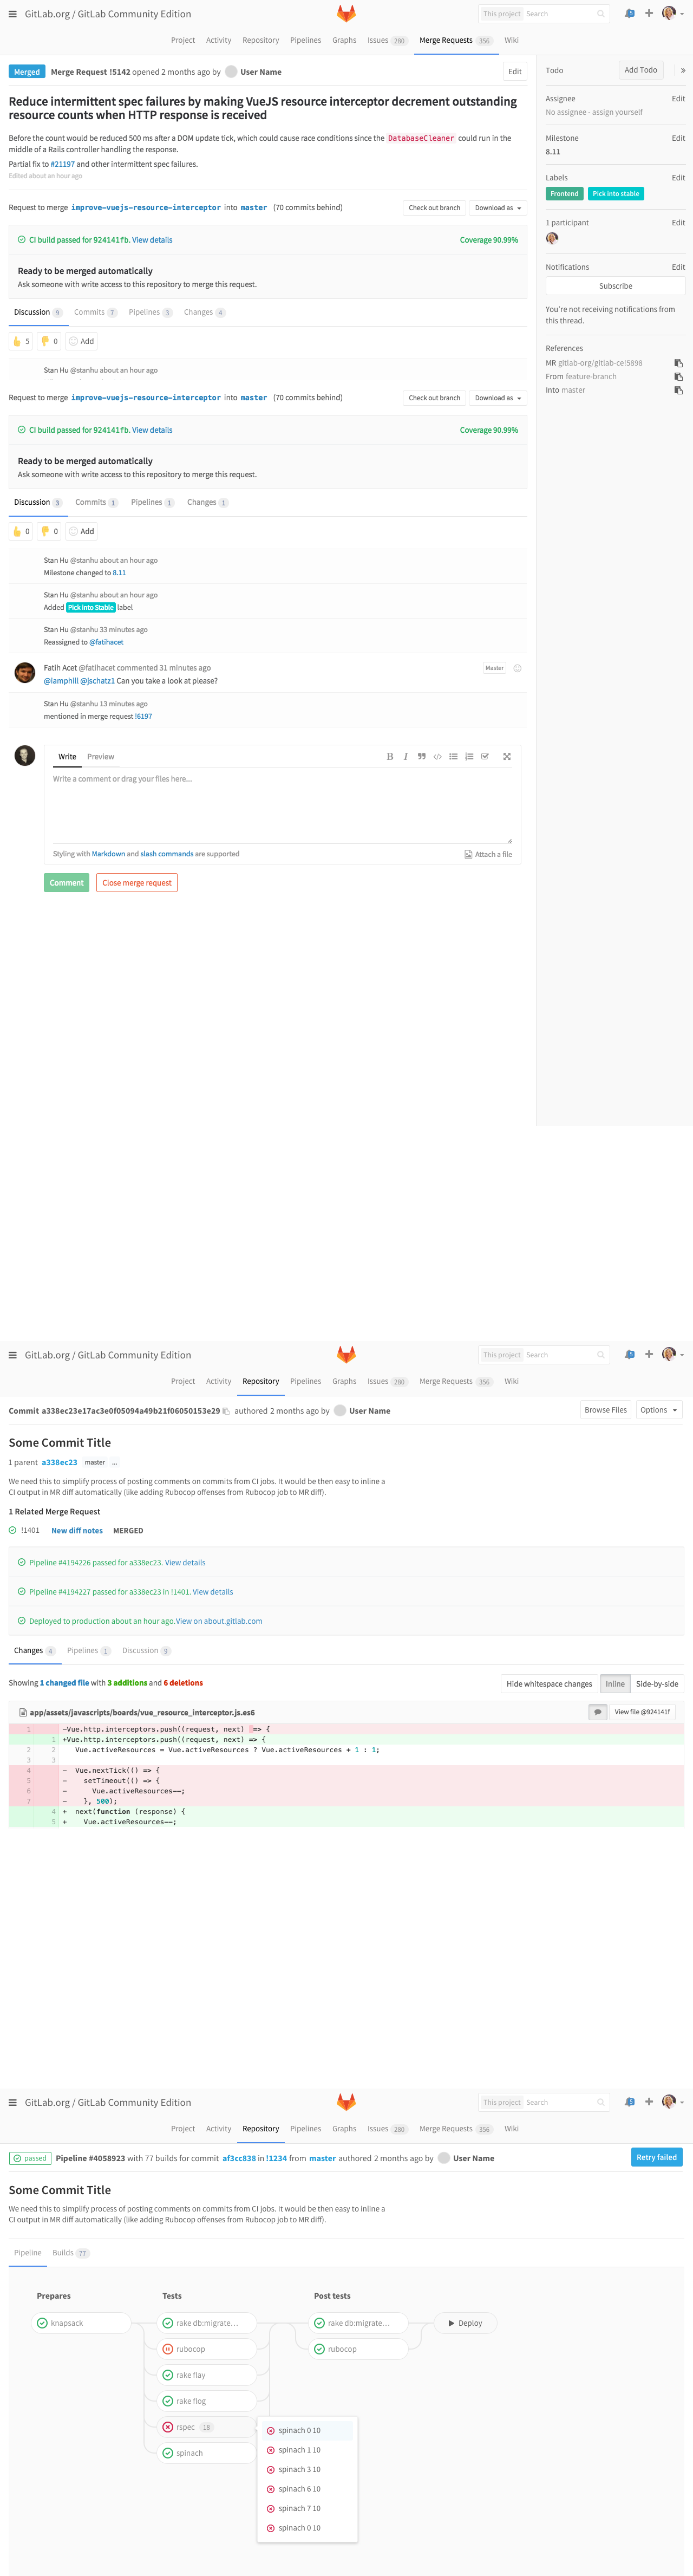 GitLab.org / GitLab Community Edition
This project Search
Project Activity Repository Pipelines Graphs Issues 280 Merge Requests 356 Wiki
Merged Merge Request !5142 opened 2 months ago by User Name Edit
Reduce intermittent spec failures by making VueJS resource interceptor decrement outstanding
resource counts when HTTP response is received
Before the count would be reduced 500 ms after a DOM update tick, which could cause race conditions since the DatabaseCleaner could run in the
middle of a Rails controller handling the response.
Partial fix to #21197 and other intermittent spec failures.
Edited about an hour ago
Request to merge improve-vuejs-resource-interceptor into master (70 commits behind) Check out branch Download as
CI build passed for 924141fb. View details Coverage 90.99%
Ready to be merged automatically
Ask someone with write access to this repository to merge this request.
Discussion 9 Commits 7 Pipelines 3 Changes 4
5 0 Add
Stan Hu @stanhu about an hour ago
Request to merge improve-vuejs-resource-interceptor into master (70 commits behind) Check out branch Download as
CI build passed for 924141fb. View details Coverage 90.99%
Ready to be merged automatically
Ask someone with write access to this repository to merge this request.
Discussion 3 Commits 1 Pipelines 1 Changes 1
0 0 Add
Stan Hu @stanhu about an hour ago
Milestone changed to 8.11
Stan Hu @stanhu about an hour ago
Added Pick into Stable label
Stan Hu @stanhu 33 minutes ago
Reassigned to @fatihacet
Fatih Acet @fatihacet commented 31 minutes ago Master
@iamphill @jschatz1 Can you take a look at please?
Stan Hu @stanhu 13 minutes ago
mentioned in merge request !6197
Write Preview
Write a comment or drag your files here...
Styling with Markdown and slash commands are supported Attach a file
Comment Close merge request
Todo Add Todo »
Assignee Edit
No assignee - assign yourself
Milestone Edit
8.11
Labels Edit
Frontend Pick into stable
1 participant Edit
Notifications Edit
Subscribe
You're not receiving notifications from
this thread.
References
MR gitlab-org/gitlab-ce!5898
From feature-branch
Into master
GitLab.org / GitLab Community Edition
This project Search
Project Activity Repository Pipelines Graphs Issues 280 Merge Requests 356 Wiki
Commit a338ec23e17ac3e0f05094a49b21f06050153e29 authored 2 months ago by User Name Browse Files Options
Some Commit Title
1 parent a338ec23 master ...
We need this to simplify process of posting comments on commits from CI jobs. It would be then easy to inline a
CI output in MR diff automatically (like adding Rubocop offenses from Rubocop job to MR diff).
1 Related Merge Request
!1401 New diff notes MERGED
Pipeline #4194226 passed for a338ec23. View details
Pipeline #4194227 passed for a338ec23 in !1401. View details
Deployed to production about an hour ago.View on about.gitlab.com
Changes 4 Pipelines 1 Discussion 9
Showing 1 changed file with 3 additions and 6 deletions Hide whitespace changes Inline Side-by-side
app/assets/javascripts/boards/vue_resource_interceptor.js.es6 View file @924141f
1 -Vue.http.interceptors.push((request, next) => {
1 +Vue.http.interceptors.push((request, next) => {
2 2 Vue.activeResources = Vue.activeResources ? Vue.activeResources + 1 : 1;
3 3
4 - Vue.nextTick(() => {
5 - setTimeout(() => {
6 - Vue.activeResources--;
7 - }, 500);
4 + next(function (response) {
5 + Vue.activeResources--;
GitLab.org / GitLab Community Edition
This project Search
Project Activity Repository Pipelines Graphs Issues 280 Merge Requests 356 Wiki
passed Pipeline #4058923 with 77 builds for commit af3cc838 in !1234 from master authored 2 months ago by User Name Retry failed
Some Commit Title
We need this to simplify process of posting comments on commits from CI jobs. It would be then easy to inline a
CI output in MR diff automatically (like adding Rubocop offenses from Rubocop job to MR diff).
Pipeline Builds 77
Prepares Tests Post tests
knapsack rake db:migrate... rake db:migrate... Deploy
rubocop rubocop
rake flay
rake flog
rspec 18
spinach
spinach 0 10
spinach 1 10
spinach 3 10
spinach 6 10
spinach 7 10
spinach 0 10